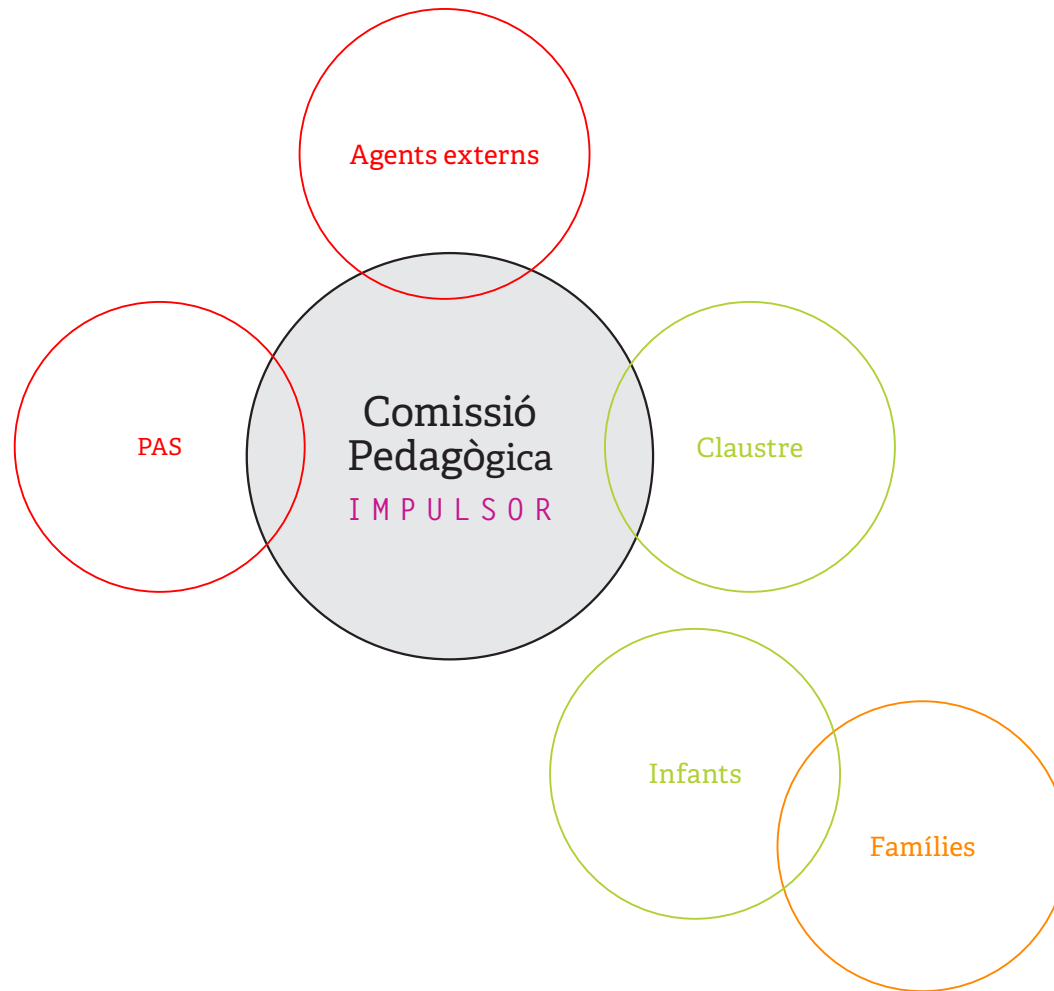 Agents externs
PAS
Comissió
Pedagògica
IMPULSOR
Claustre
Infants
Famílies